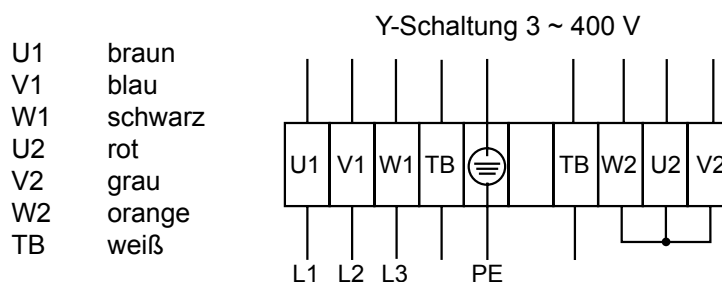 Y-Schaltung 3 ~ 400 V
U1 braun
V1 blau
W1 schwarz
U2 rot
V2 grau
W2 orange
TB weiß
U1 V1 W1 TB TB W2 U2 V2
L1 L2 L3 PE